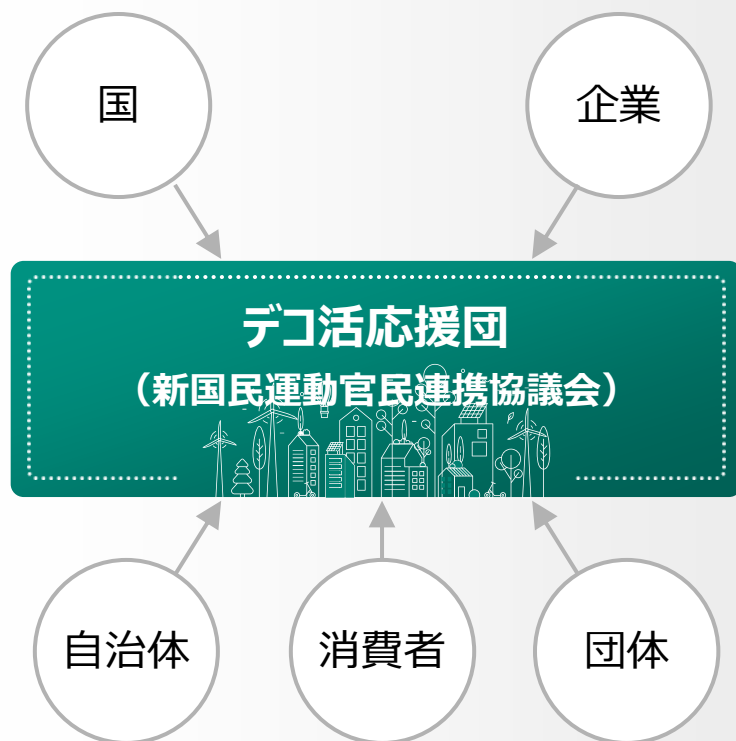 国
企業
デコ活応援団
（新国民運動官民連携協議会）
自治体
消費者
団体